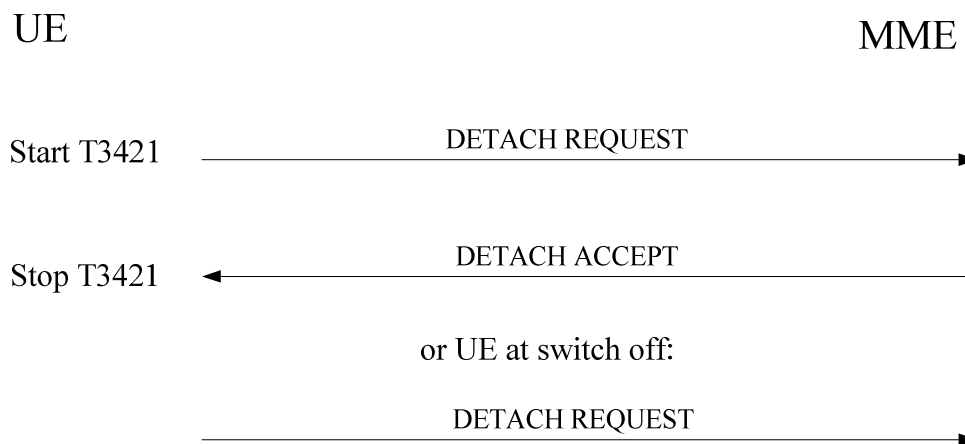 UE
MME
Start T3421
DETACH REQUEST
Stop T3421
DETACH ACCEPT
or UE at switch off:
DETACH REQUEST